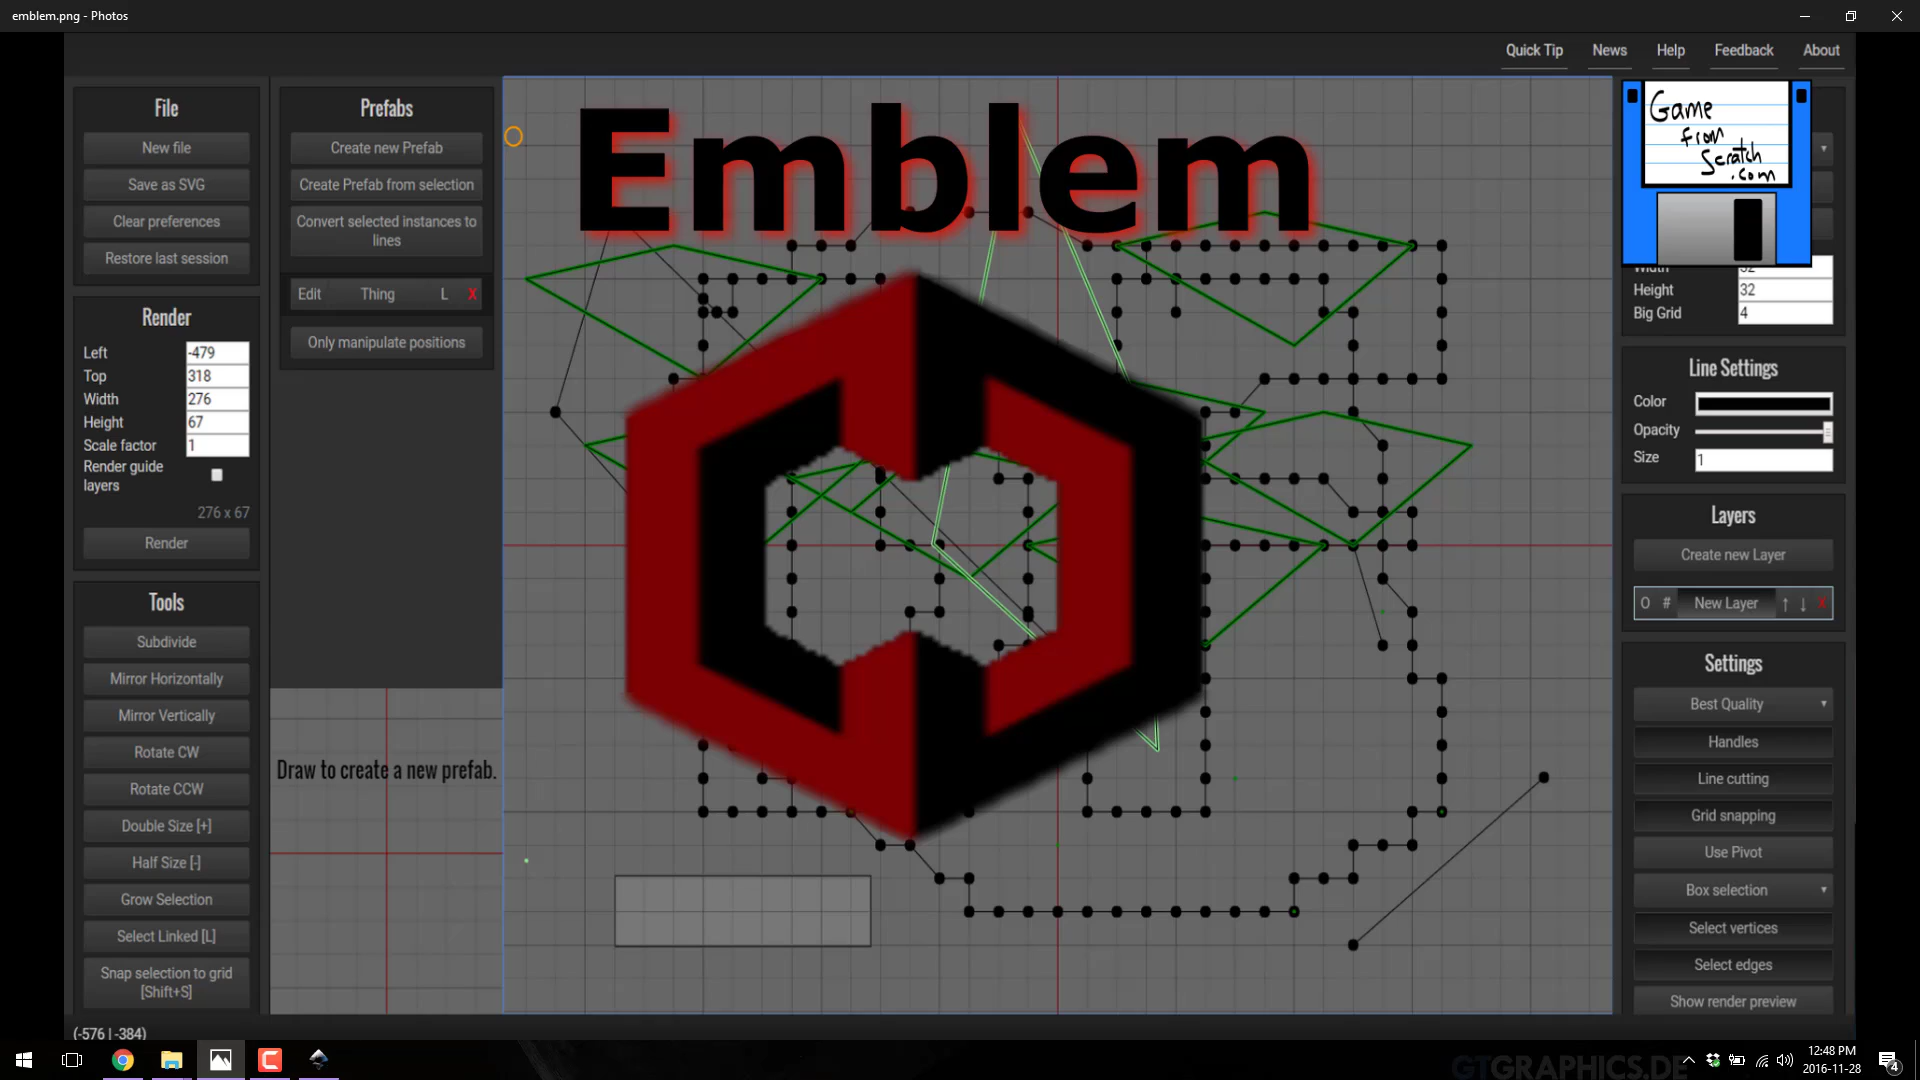 emblem.png - Photos
Quick Tip News Help Feedback About
File
New file
Save as SVG
Clear preferences
Restore last session
Render
Left -479
Top 318
Width 276
Height 67
Scale factor 1
Render guide
layers
276 x 67
Render
Tools
Subdivide
Mirror Horizontally
Mirror Vertically
Rotate CW
Rotate CCW
Double Size [+]
Half Size [-]
Grow Selection
Select Linked [L]
Snap selection to grid
[Shift+S]
(-576 | -384)
Prefabs
Create new Prefab
Create Prefab from selection
Convert selected instances to
lines
Edit Thing L X
Only manipulate positions
Draw to create a new prefab.
Emblem
Game
from
Scratch
.com
Width 32
Height 32
Big Grid 4
Line Settings
Color
Opacity
Size 1
Layers
Create new Layer
O # New Layer ↑ ↓ X
Settings
Best Quality
Handles
Line cutting
Grid snapping
Use Pivot
Box selection
Select vertices
Select edges
Show render preview
GTGRAPHICS.DE
12:48 PM
2016-11-28
4